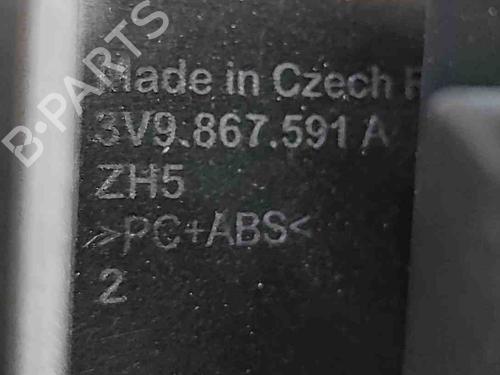 B-PARTS
Made in Czech R
3V9.867.591 A
ZH5
>PC+ABS<
2